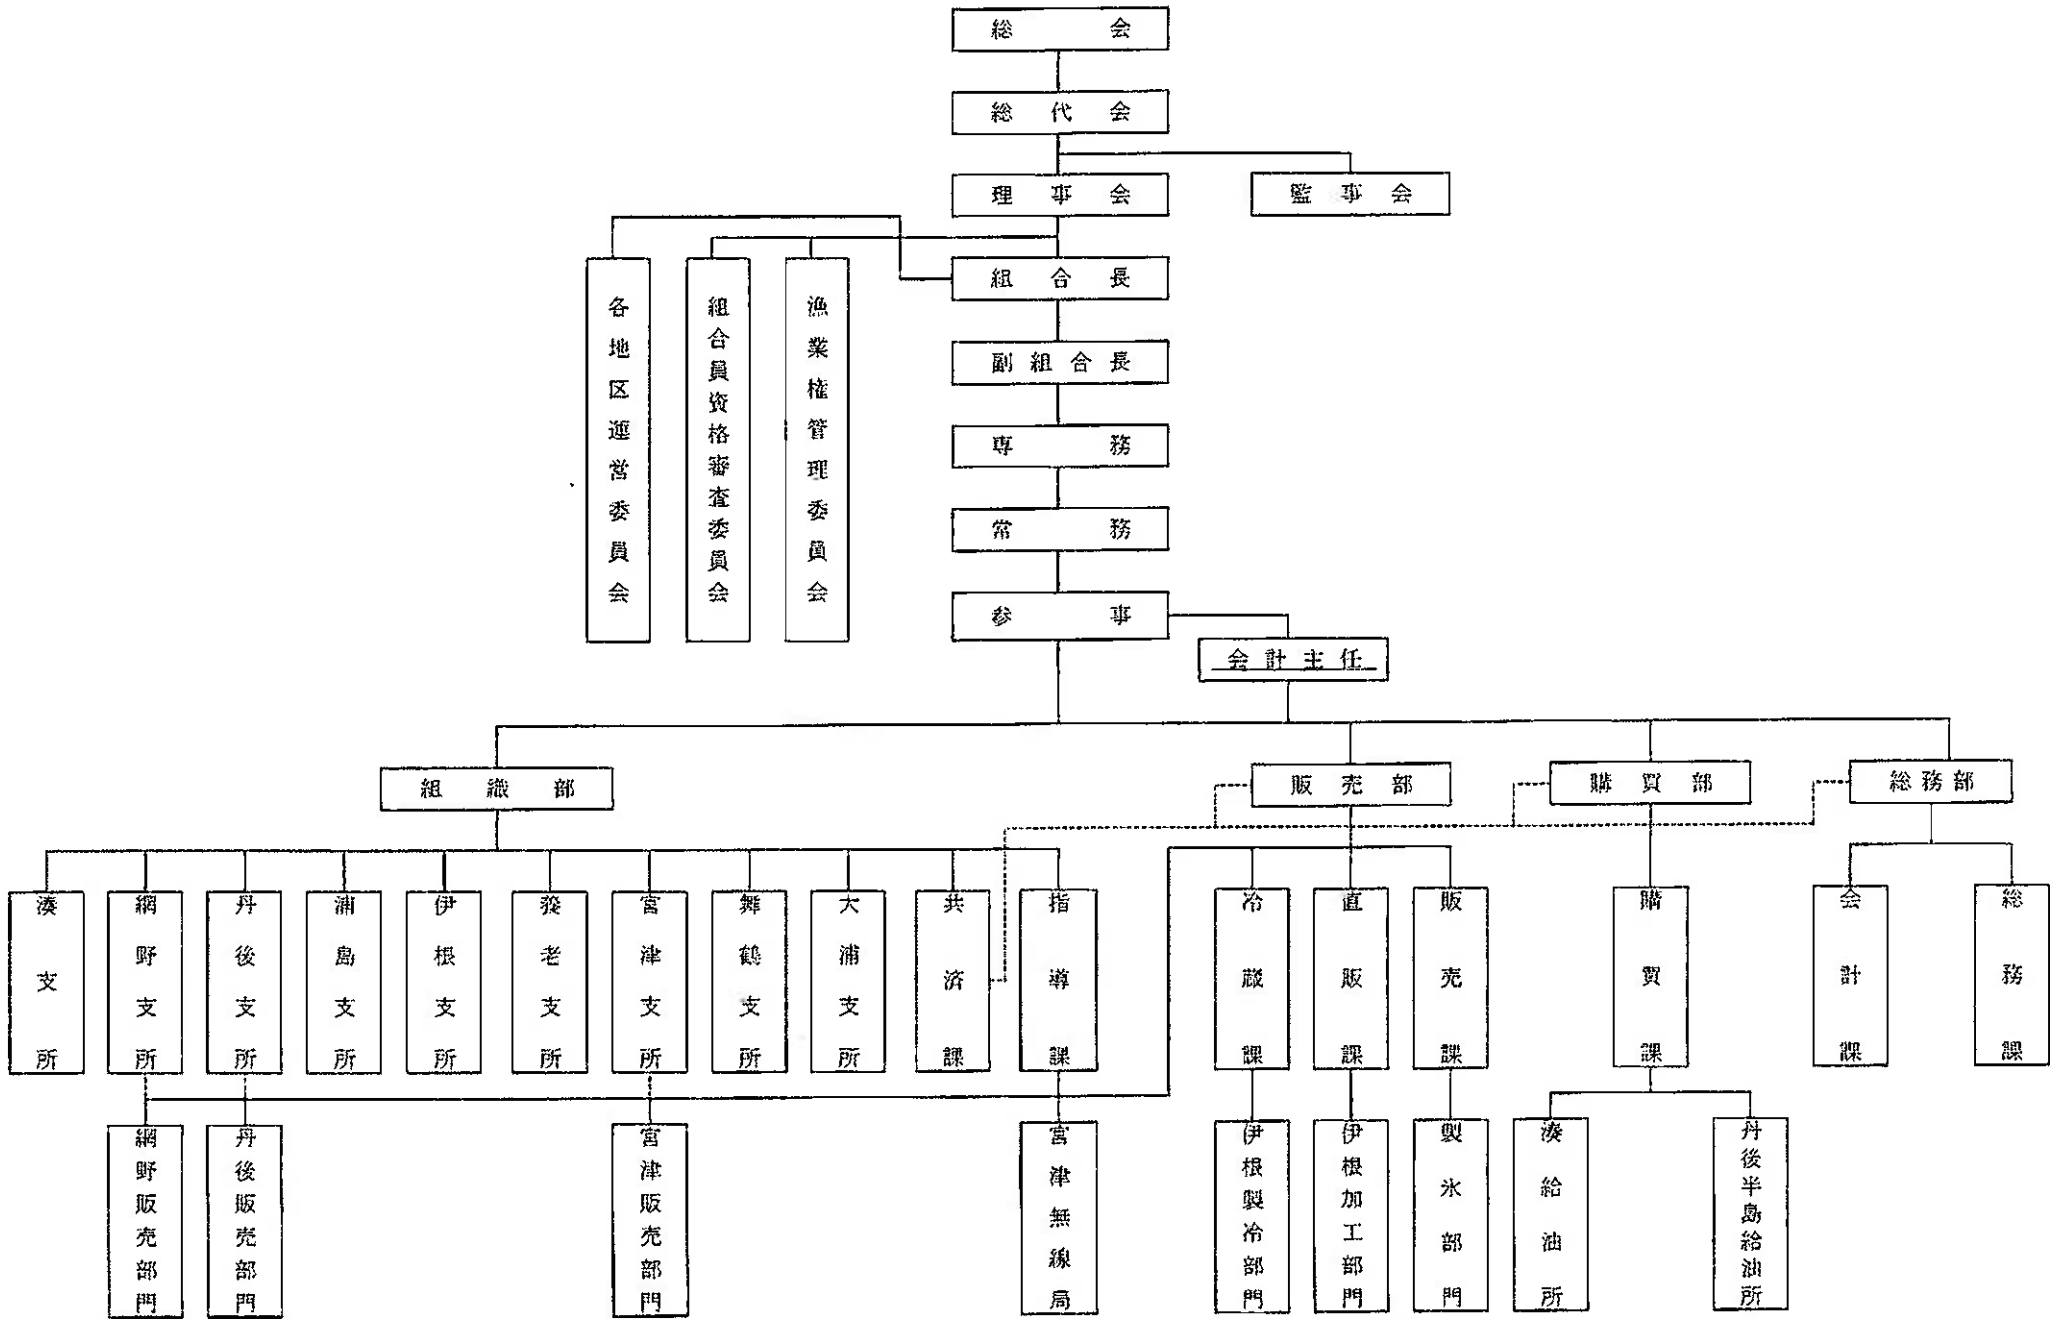 総会
総代会
理事会
監事会
組合長
各地区運営委員会
組合員資格審査委員会
漁業権管理委員会
副組合長
専務
常務
参事
会計主任
組織部
販売部
購買部
総務部
湊支所
網野支所
丹後支所
浦島支所
伊根支所
養老支所
宮津支所
舞鶴支所
大浦支所
共済課
指導課
冷蔵課
直販課
販売課
購買課
会計課
総務課
網野販売部門
丹後販売部門
宮津販売部門
宮津無線局
伊根製冷部門
伊根加工部門
製氷部門
湊給油所
丹後半島給油所